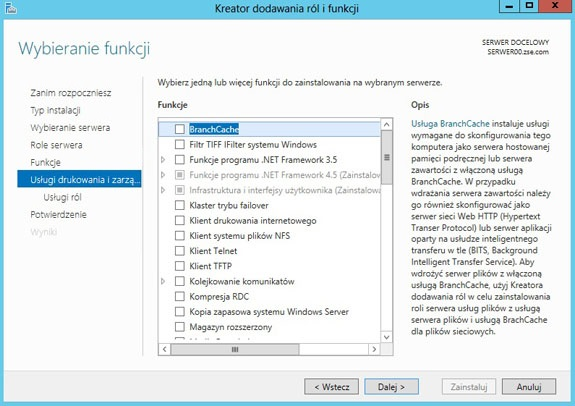 Kreator dodawania ról i funkcji
Wybieranie funkcji
SERWER DOCELOWY
SERWER00.zse.com
Zanim rozpoczniesz
Typ instalacji
Wybieranie serwera
Role serwera
Funkcje
Usługi drukowania i zarzą...
Usługi ról
Potwierdzenie
Wyniki
Wybierz jedną lub więcej funkcji do zainstalowania na wybranym serwerze.
Funkcje
BranchCache
Filtr TIFF IFilter systemu Windows
Funkcje programu .NET Framework 3.5
Funkcje programu .NET Framework 4.5 (Zainstalow
Infrastruktura i interfejsy użytkownika (Zainstalowa
Klaster trybu failover
Klient drukowania internetowego
Klient systemu plików NFS
Klient Telnet
Klient TFTP
Kolejkowanie komunikatów
Kompresja RDC
Kopia zapasowa systemu Windows Server
Magazyn rozszerzony
Opis
Usługa BranchCache instaluje usługi
wymagane do skonfigurowania tego
komputera jako serwera hostowanej
pamięci podręcznej lub serwera
zawartości z włączoną usługą
BranchCache. W przypadku
wdrażania serwera zawartości należy
go również skonfigurować jako
serwer sieci Web HTTP (Hypertext
Transer Protocol) lub serwer aplikacji
oparty na usłudze inteligentnego
transferu w tle (BITS, Background
Intelligent Transfer Service). Aby
wdrożyć serwer plików z włączoną
usługą BranchCache, użyj Kreatora
dodawania ról w celu zainstalowania
roli serwera usług plików z usługą
serwera plików i usługą BrachCache
dla plików sieciowych.
< Wstecz
Dalej >
Zainstaluj
Anuluj